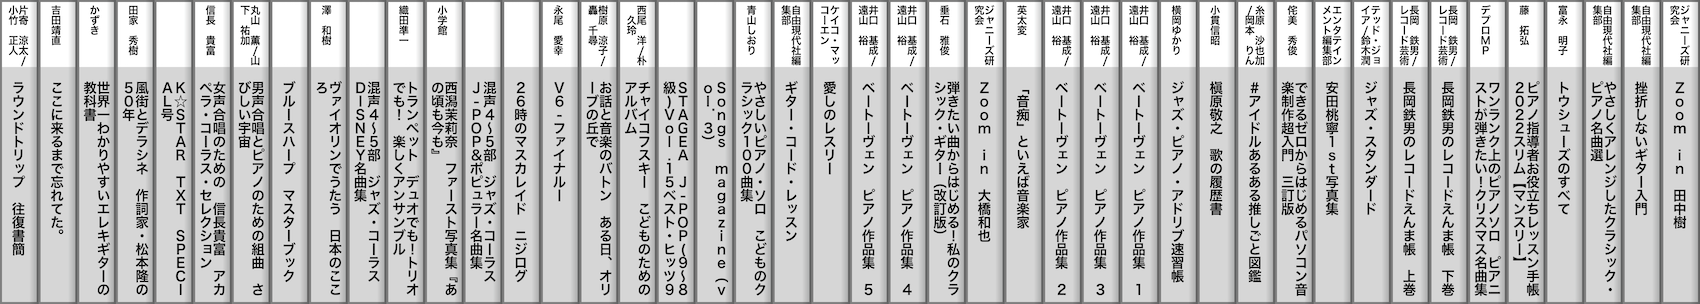 ジャニーズ研
究会
Zoom in 田中樹
自由現代社編
集部
挫折しないギター入門
自由現代社編
集部
やさしくアレンジしたクラシック・
ピアノ名曲選
富永 明子
トウシューズのすべて
藤 拓弘
ピアノ指導者お役立ちレッスン手帳
2022スリム【マンスリー】
デプロMP
ワンランク上のピアノソロ ピアニ
ストが弾きたい!クリスマス名曲集
長岡 鉄男/
レコード芸術
長岡鉄男のレコードえんま帳 下巻
長岡 鉄男/
レコード芸術
長岡鉄男のレコードえんま帳 上巻
テッド・ジョ
イア/鈴木潤
ジャズ・スタンダード
エンタテイン
メント編集部
安田桃寧1st写真集
侘美 秀俊
できるゼロからはじめるパソコン音
楽制作超入門 三訂版
糸原 沙也加
/岡本 りん
#アイドルあるある推しごと図鑑
小貫信昭
槇原敬之 歌の履歴書
横岡ゆかり
ジャズ・ピアノ・アドリブ速習帳
井口 基成/
遠山 裕
ベートーヴェン ピアノ作品集 1
井口 基成/
遠山 裕
ベートーヴェン ピアノ作品集 3
井口 基成/
遠山 裕
ベートーヴェン ピアノ作品集 2
英太変
「音痴」といえば音楽家
ジャニーズ研
究会
Zoom in 大橋和也
垂石 雅俊
弾きたい曲からはじめる!私のクラ
シック・ギター(改訂版)
井口 基成/
遠山 裕
ベートーヴェン ピアノ作品集 4
井口 基成/
遠山 裕
ベートーヴェン ピアノ作品集 5
ケイコ・マッ
コーエン
愛しのレスリー
自由現代社編
集部
ギター・コード・レッスン
青山しおり
やさしいピアノ・ソロ こどものク
ラシック100曲集
Songs magazine(v
ol.3)
STAGEA J-POP(9~8
級)Vol.15ベスト・ヒッツ9
西尾 洋/朴
久玲
チャイコフスキー こどものための
アルバム
樹原 涼子/
轟 千尋
お話と音楽のバトン ある日、オリ
ーブの丘で
永尾 愛幸
V6-ファイナル-
26時のマスカレイド ニジログ
混声4~5部 ジャズ・コーラス
J-POP&ポピュラー名曲集
小学館
西潟茉莉奈 ファースト写真集『あ
の頃も今も』
織田準一
トランペット デュオでも!トリオ
でも! 楽しくアンサンブル
混声4~5部 ジャズ・コーラス
DISNEY名曲集
澤 和樹
ヴァイオリンでうたう 日本のここ
ろ
ブルースハープ マスターブック
丸山 薫/山
下 祐加
男声合唱とピアノのための組曲 さ
びしい宇宙
信長 貴富
女声合唱のための 信長貴富 アカ
ペラ・コーラス・セレクション
K☆STAR TXT SPECI
AL号
田家 秀樹
風街とデラシネ 作詞家・松本隆の
50年
かずき
世界一わかりやすいエレキギターの
教科書
吉田靖直
ここに来るまで忘れてた。
片寄 涼太/
小竹 正人
ラウンドトリップ 往復書簡